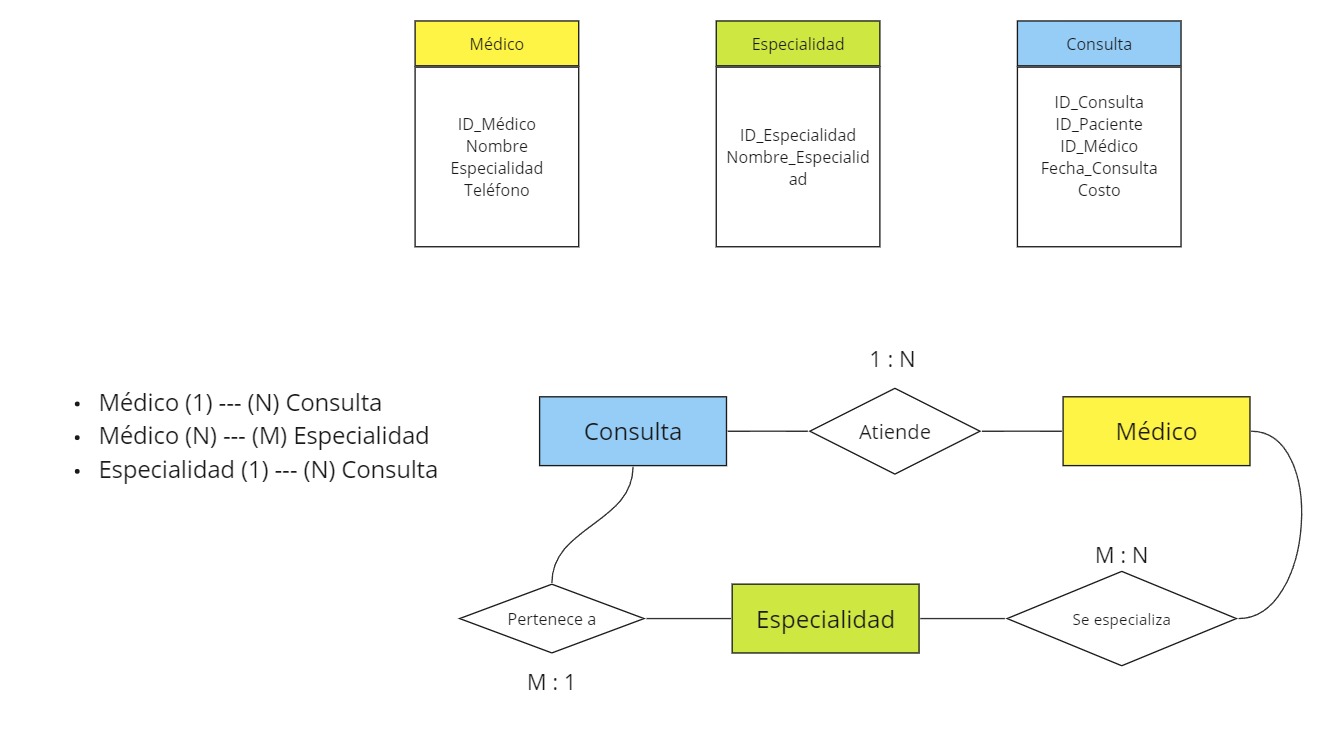 Médico
ID_Médico
Nombre
Especialidad
Teléfono
Especialidad
ID_Especialidad
Nombre_Especialid
ad
Consulta
ID_Consulta
ID_Paciente
ID_Médico
Fecha_Consulta
Costo
• Médico (1) --- (N) Consulta
• Médico (N) --- (M) Especialidad
• Especialidad (1) --- (N) Consulta
1 : N
Consulta
Atiende
Médico
M : N
Pertenece a
Especialidad
Se especializa
M : 1